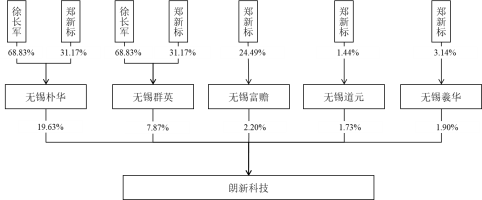 徐长军 郑新标 徐长军 郑新标 郑新标 郑新标 郑新标
68.83% 31.17% 68.83% 31.17% 24.49% 1.44% 3.14%
无锡朴华 无锡群英 无锡富赡 无锡道元 无锡羲华
19.63% 7.87% 2.20% 1.73% 1.90%
朗新科技